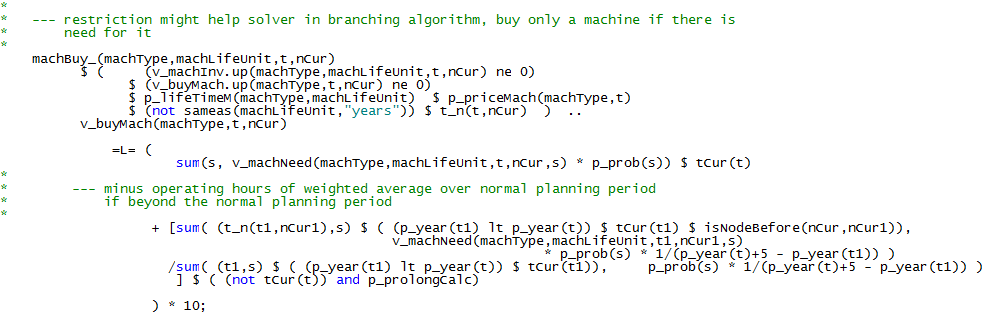 *
*   --- restriction might help solver in branching algorithm, buy only a machine if there is
*       need for it
*
    machBuy_(machType,machLifeUnit,t,nCur)
          $ (     (v_machInv.up(machType,machLifeUnit,t,nCur) ne 0)
                $ (v_buyMach.up(machType,t,nCur) ne 0)
                $ p_lifeTimeM(machType,machLifeUnit)  $ p_priceMach(machType,t)
                $ (not sameas(machLifeUnit,"years")) $ t_n(t,nCur)  )  ..
          v_buyMach(machType,t,nCur)
              =L= (
                      sum(s, v_machNeed(machType,machLifeUnit,t,nCur,s) * p_prob(s)) $ tCur(t)
*
*        --- minus operating hours of weighted average over normal planning period
*            if beyond the normal planning period
*
                   + [sum( (t_n(t1,nCur1),s) $ ( (p_year(t1) lt p_year(t)) $ tCur(t1) $ isNodeBefore(nCur,nCur1)),
                                                 v_machNeed(machType,machLifeUnit,t1,nCur1,s)
                                                                    * p_prob(s) * 1/(p_year(t)+5 - p_year(t1)) )
                     /sum( (t1,s) $ ( (p_year(t1) lt p_year(t)) $ tCur(t1)),     p_prob(s) * 1/(p_year(t)+5 - p_year(t1)) )
                      ] $ ( (not tCur(t)) and p_prolongCalc)
                   ) * 10;